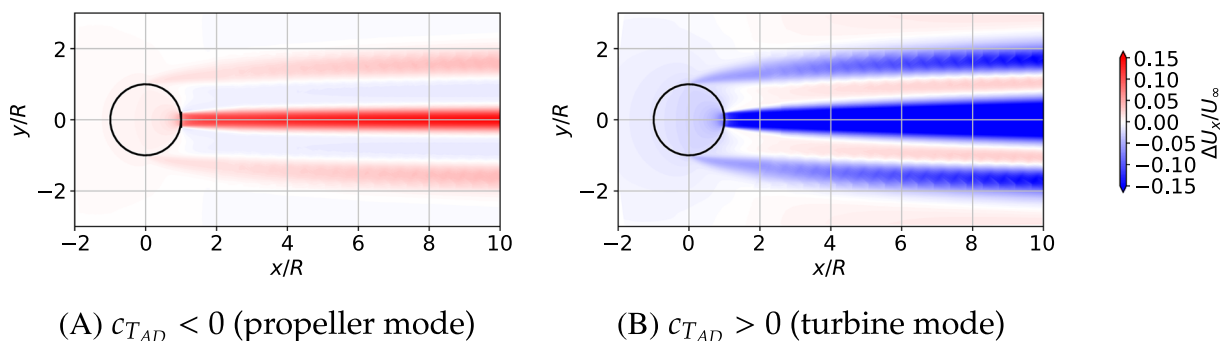 2
0
−2
y/R
−2 0 2 4 6 8 10
x/R
(A) c_{T_{AD}} < 0 (propeller mode)
2
0
−2
y/R
−2 0 2 4 6 8 10
x/R
(B) c_{T_{AD}} > 0 (turbine mode)
0.15
0.10
0.05
0.00
−0.05
−0.10
−0.15
ΔU_x/U_∞